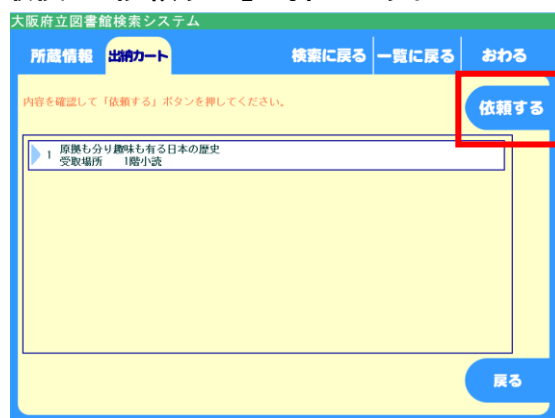 大阪府立図書館検索システム
所蔵情報 出納カート 検索に戻る 一覧に戻る おわる
内容を確認して「依頼する」ボタンを押してください。
依頼する
1 原拠も分り趣味も有る日本の歴史
受取場所 1階小読
戻る